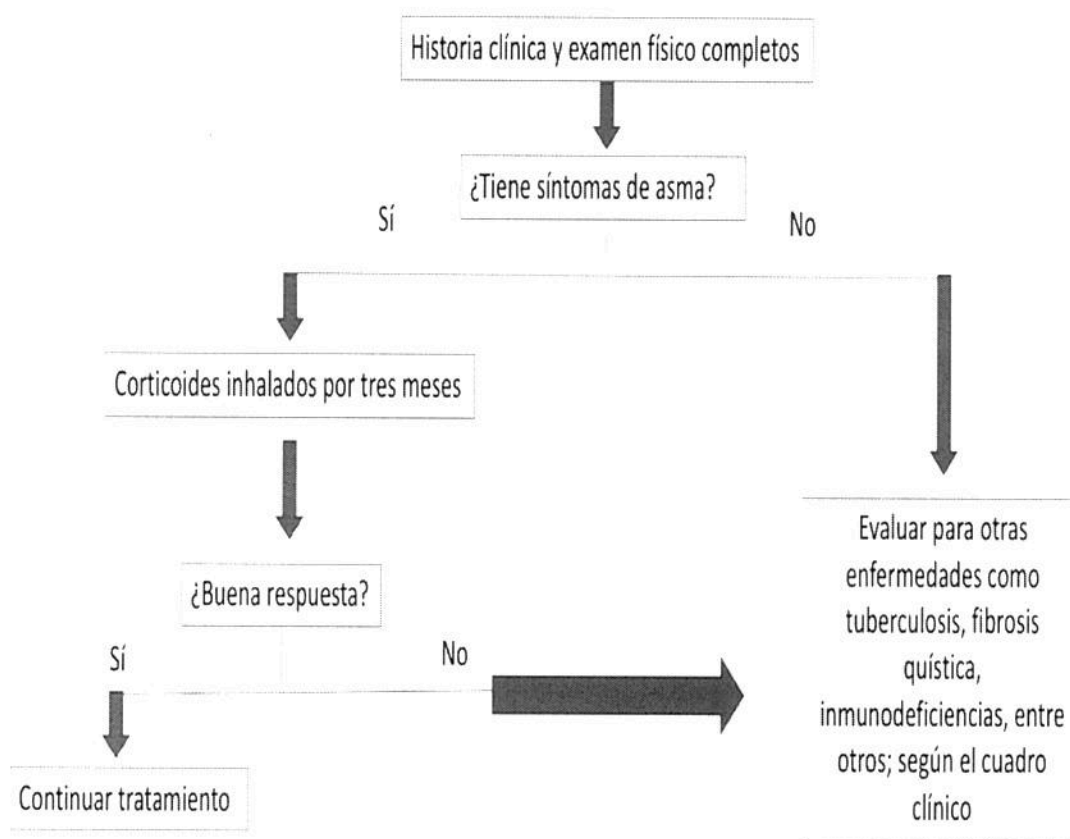 Historia clínica y examen físico completos
¿Tiene síntomas de asma?
Sí
No
Corticoides inhalados por tres meses
¿Buena respuesta?
Sí
No
Continuar tratamiento
Evaluar para otras
enfermedades como
tuberculosis, fibrosis
quística,
inmunodeficiencias, entre
otros; según el cuadro
clínico